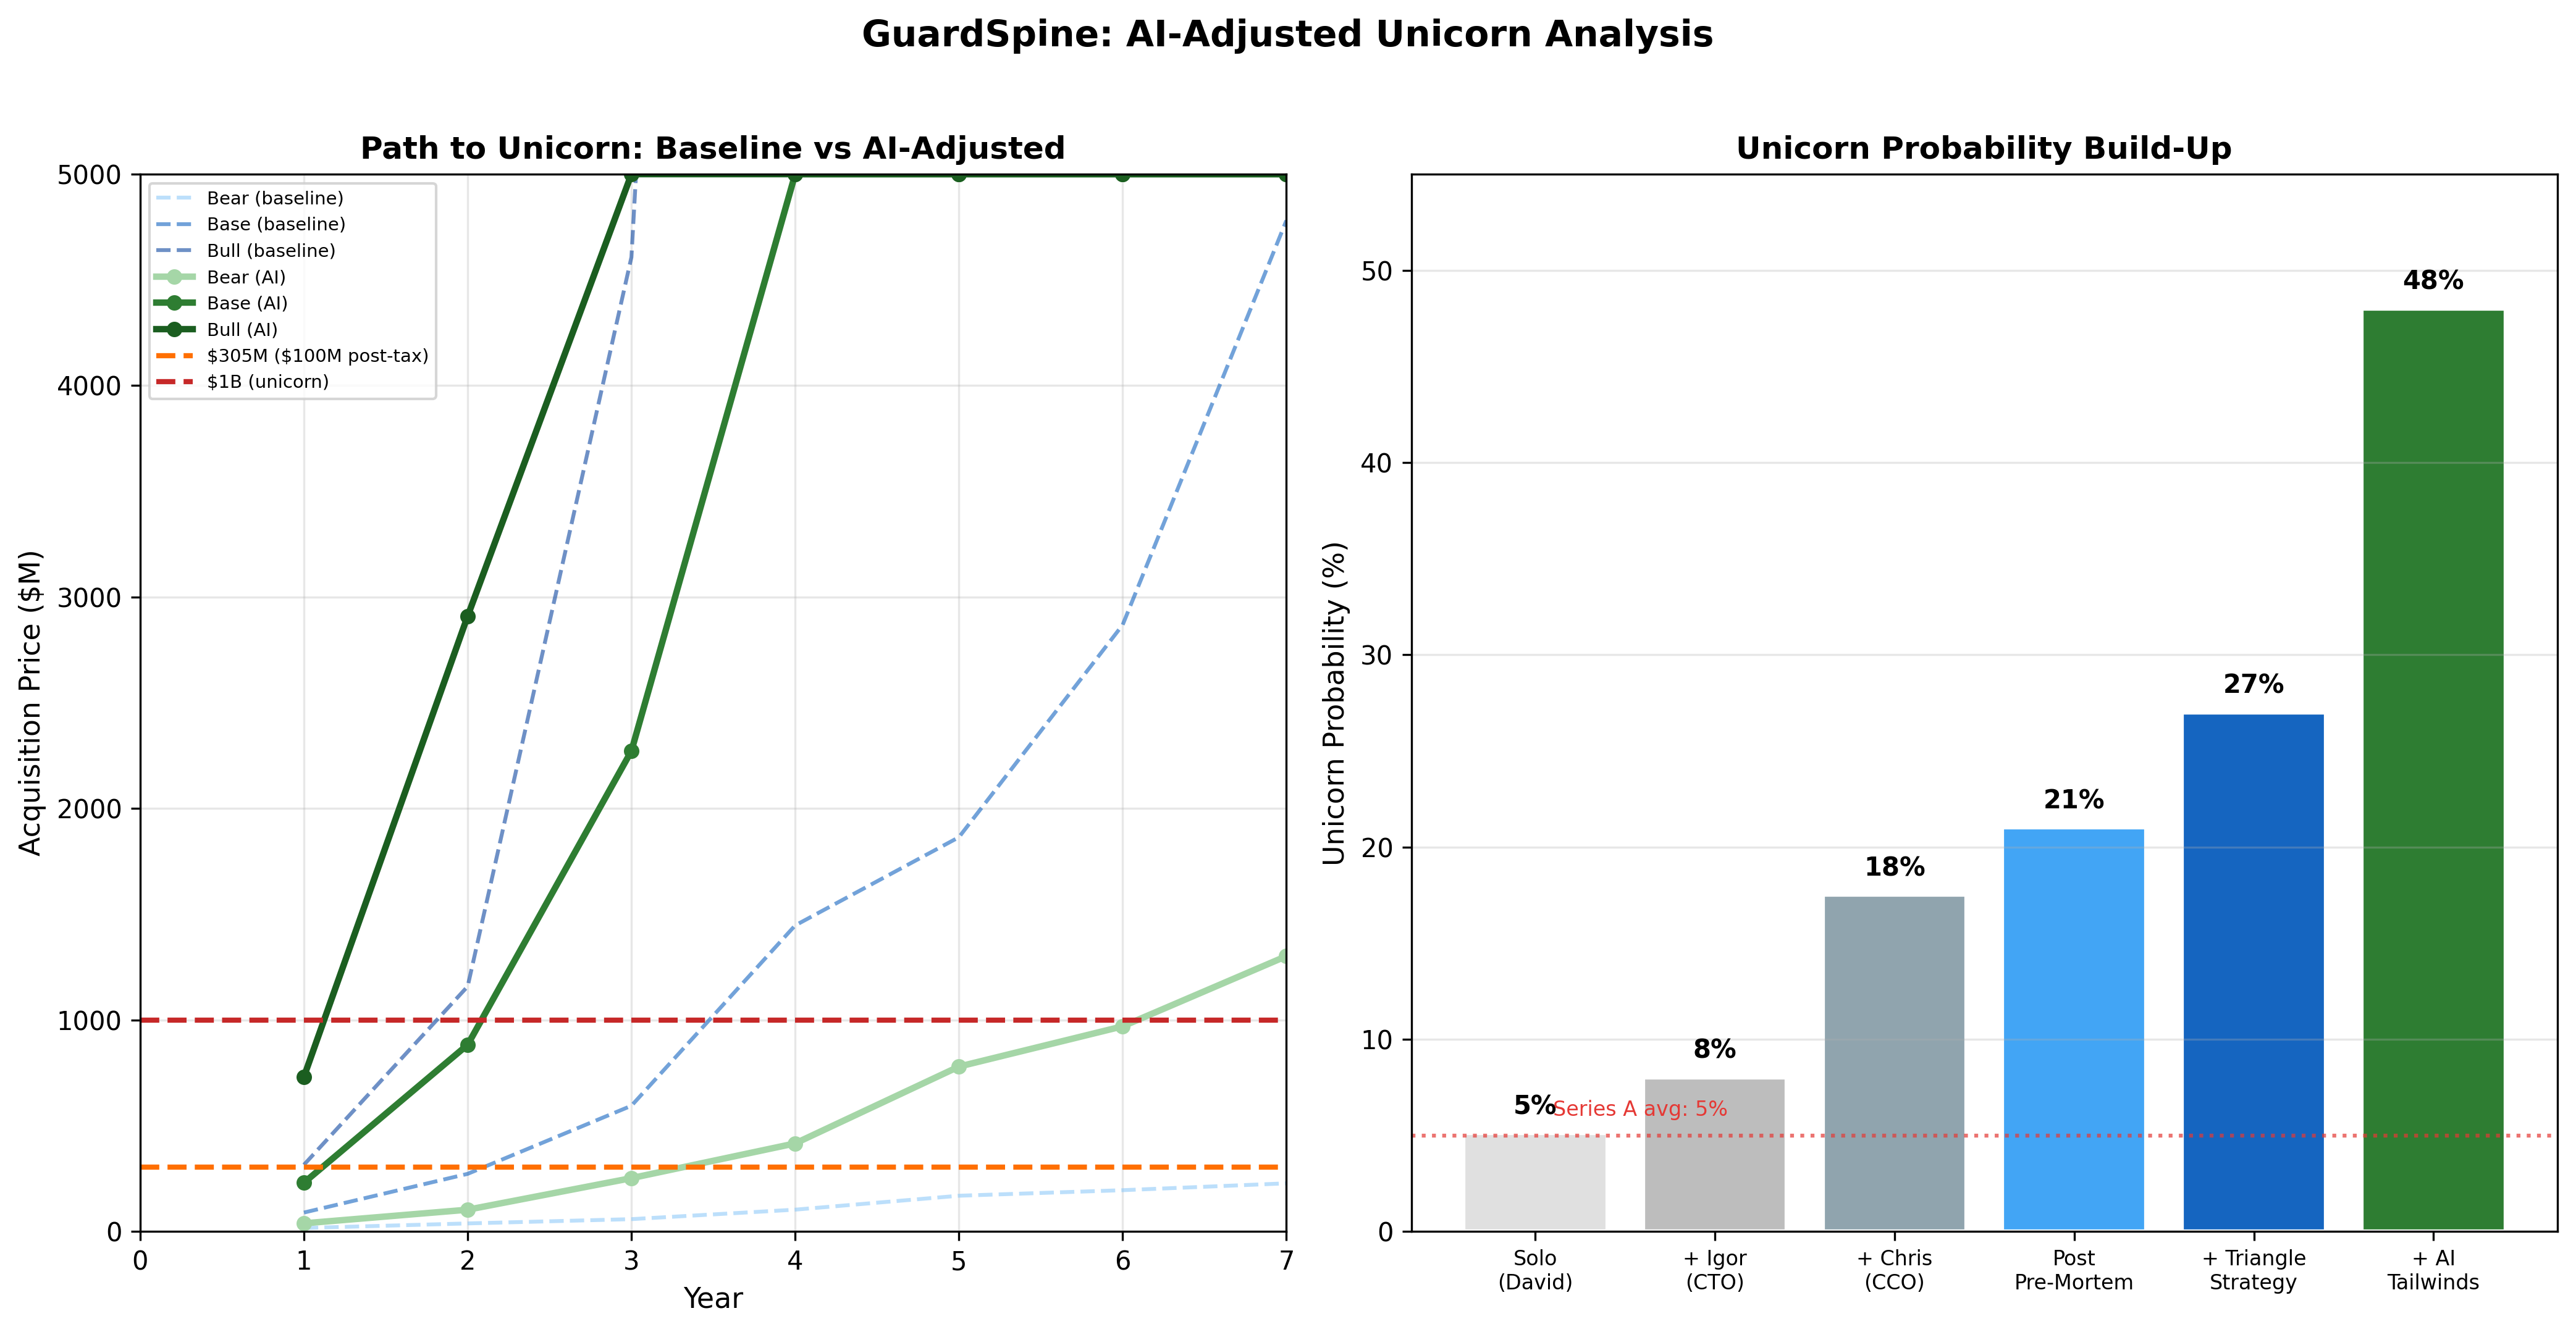 GuardSpine: AI-Adjusted Unicorn Analysis
Path to Unicorn: Baseline vs AI-Adjusted
Acquisition Price ($M)
5000
4000
3000
2000
1000
0
Bear (baseline)
Base (baseline)
Bull (baseline)
Bear (AI)
Base (AI)
Bull (AI)
$305M ($100M post-tax)
$1B (unicorn)
0 1 2 3 4 5 6 7
Year
Unicorn Probability Build-Up
Unicorn Probability (%)
50
40
30
20
10
0
5%
8%
18%
21%
27%
48%
Series A avg: 5%
Solo
(David)
+ Igor
(CTO)
+ Chris
(CCO)
Post
Pre-Mortem
+ Triangle
Strategy
+ AI
Tailwinds